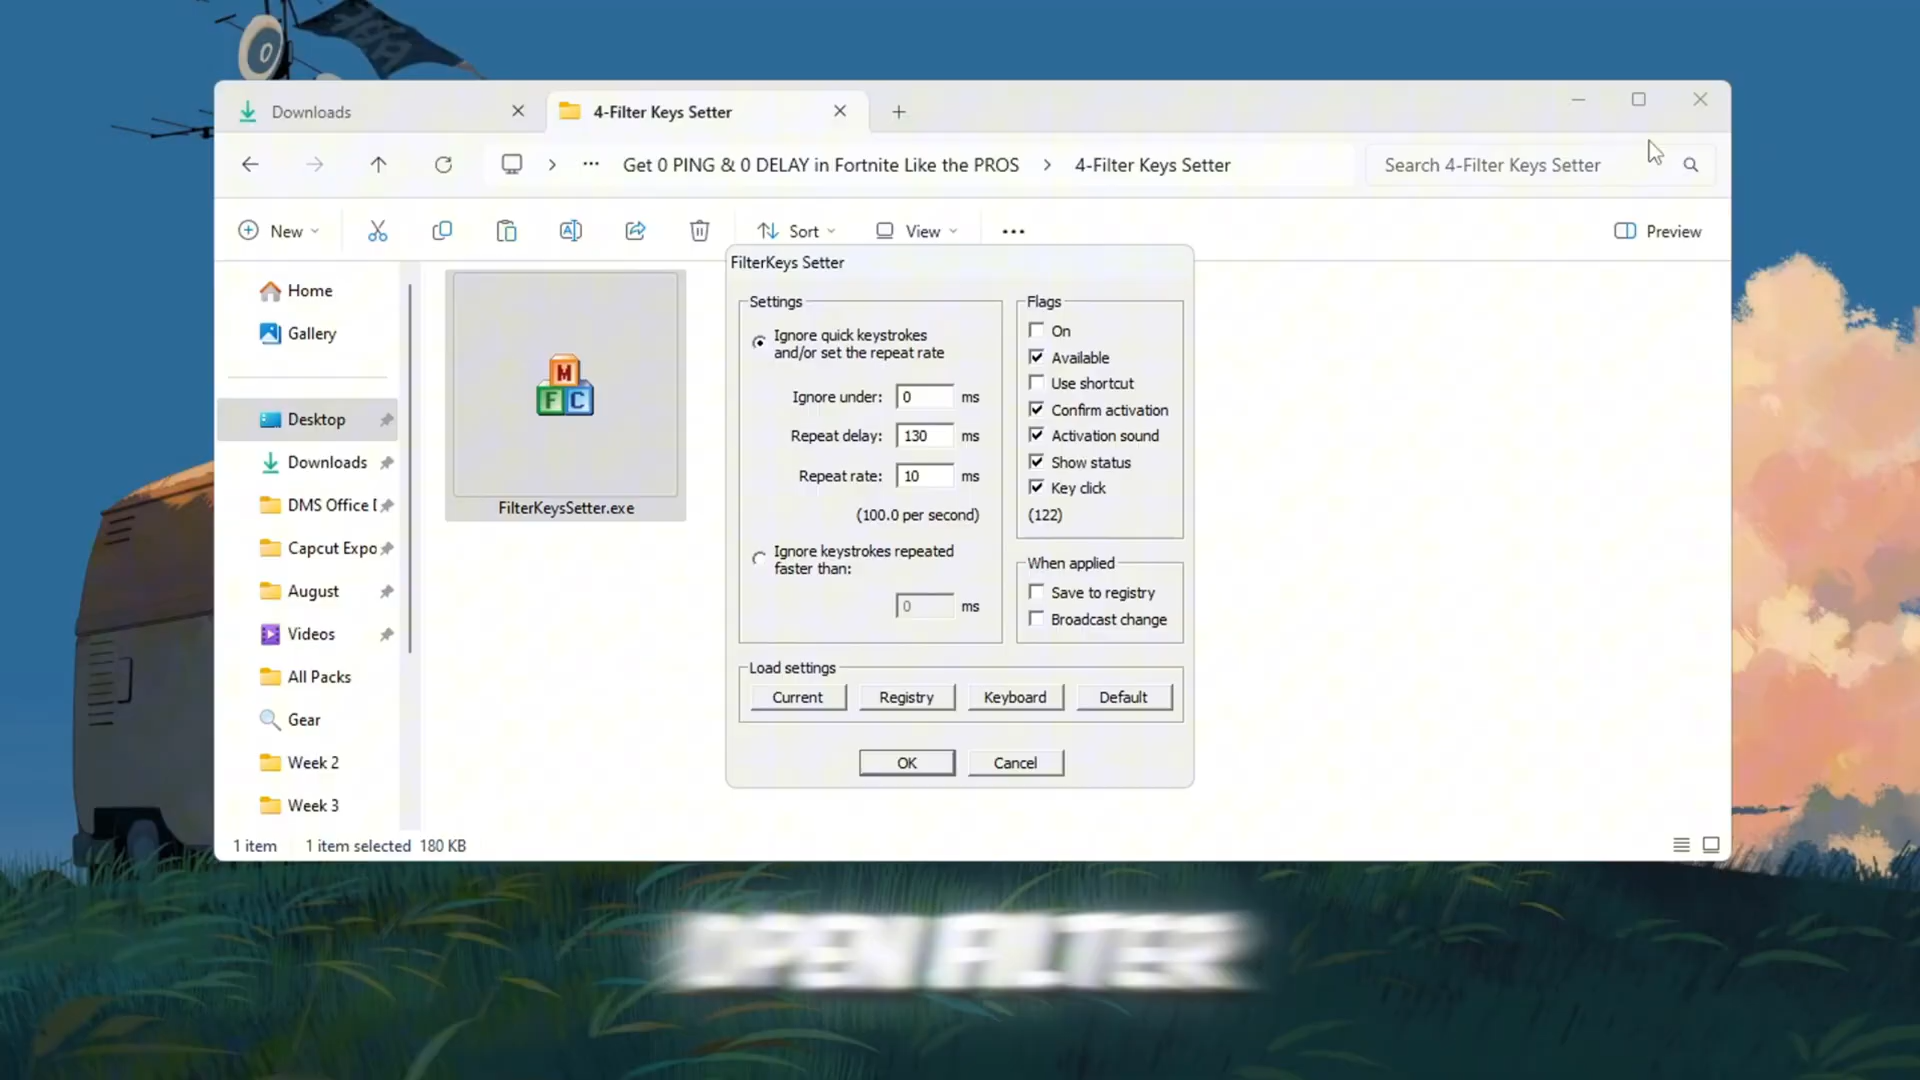 0
Downloads
4-Filter Keys Setter
Get 0 PING & 0 DELAY in Fortnite Like the PROS
4-Filter Keys Setter
Search 4-Filter Keys Setter
New
Sort
View
Preview
Home
Gallery
Desktop
Downloads
DMS Office
Capcut Expo
August
Videos
All Packs
Gear
Week 2
Week 3
M
F C
FilterKeysSetter.exe
FilterKeys Setter
Settings
Ignore quick keystrokes
and/or set the repeat rate
Ignore under: 0 ms
Repeat delay: 130 ms
Repeat rate: 10 ms
(100.0 per second)
Ignore keystrokes repeated
faster than:
0 ms
Flags
On
Available
Use shortcut
Confirm activation
Activation sound
Show status
Key click
(122)
When applied
Save to registry
Broadcast change
Load settings
Current Registry Keyboard Default
OK Cancel
1 item 1 item selected 180 KB
OPEN FILTER